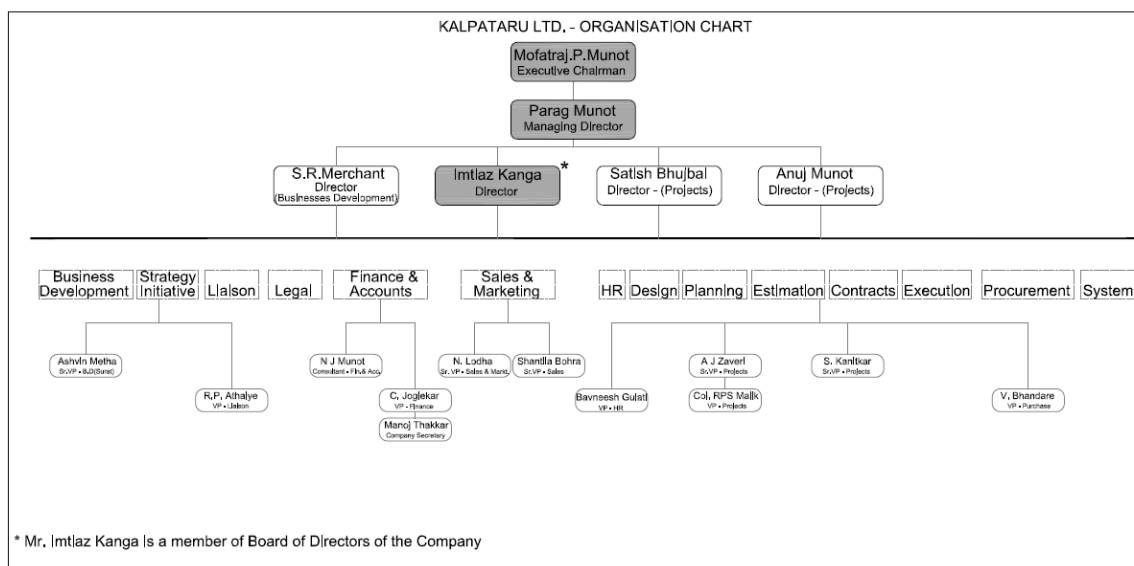 KALPATARU LTD. - ORGANISATION CHART
Mofatraj.P.Munot
Executive Chairman
Parag Munot
Managing Director
S.R.Merchant
Director
(Businesses Development)
Imtiaz Kanga
Director
*
Satish Bhujbal
Director - (Projects)
Anuj Munot
Director - (Projects)
Business
Development
Strategy
Initiative
Liaison
Legal
Finance &
Accounts
Sales &
Marketing
HR
Design
Planning
Estimation
Contracts
Execution
Procurement
System
Ashvin Metha
Sr.VP - B.D(Surat)
R.P. Athalye
VP - Liaison
N J Munot
Consultant - Fin.& Acc.
C. Joglekar
VP - Finance
Manoj Thakkar
Company Secretary
N. Lodha
Sr. VP - Sales & Markt.
Shantila Bohra
Sr.VP - Sales
Bavneesh Gulati
VP - HR
A J Zaveri
Sr.VP - Projects
Col. RPS Malik
VP - Projects
S. Kanitkar
Sr.VP - Projects
V. Bhandare
VP - Purchase
* Mr. Imtiaz Kanga is a member of Board of Directors of the Company